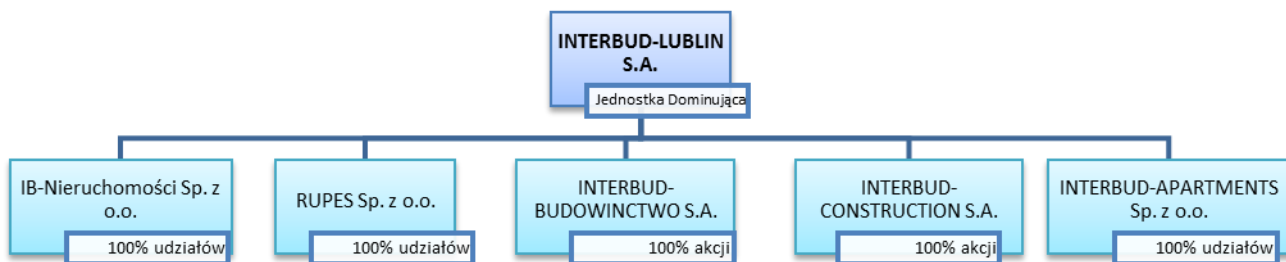 INTERBUD-LUBLIN
S.A.
Jednostka Dominująca
IB-Nieruchomości Sp. z
o.o.
100% udziałów
RUPES Sp. z o.o.
100% udziałów
INTERBUD-
BUDOWINCTWO S.A.
100% akcji
INTERBUD-
CONSTRUCTION S.A.
100% akcji
INTERBUD-APARTMENTS
Sp. z o.o.
100% udziałów